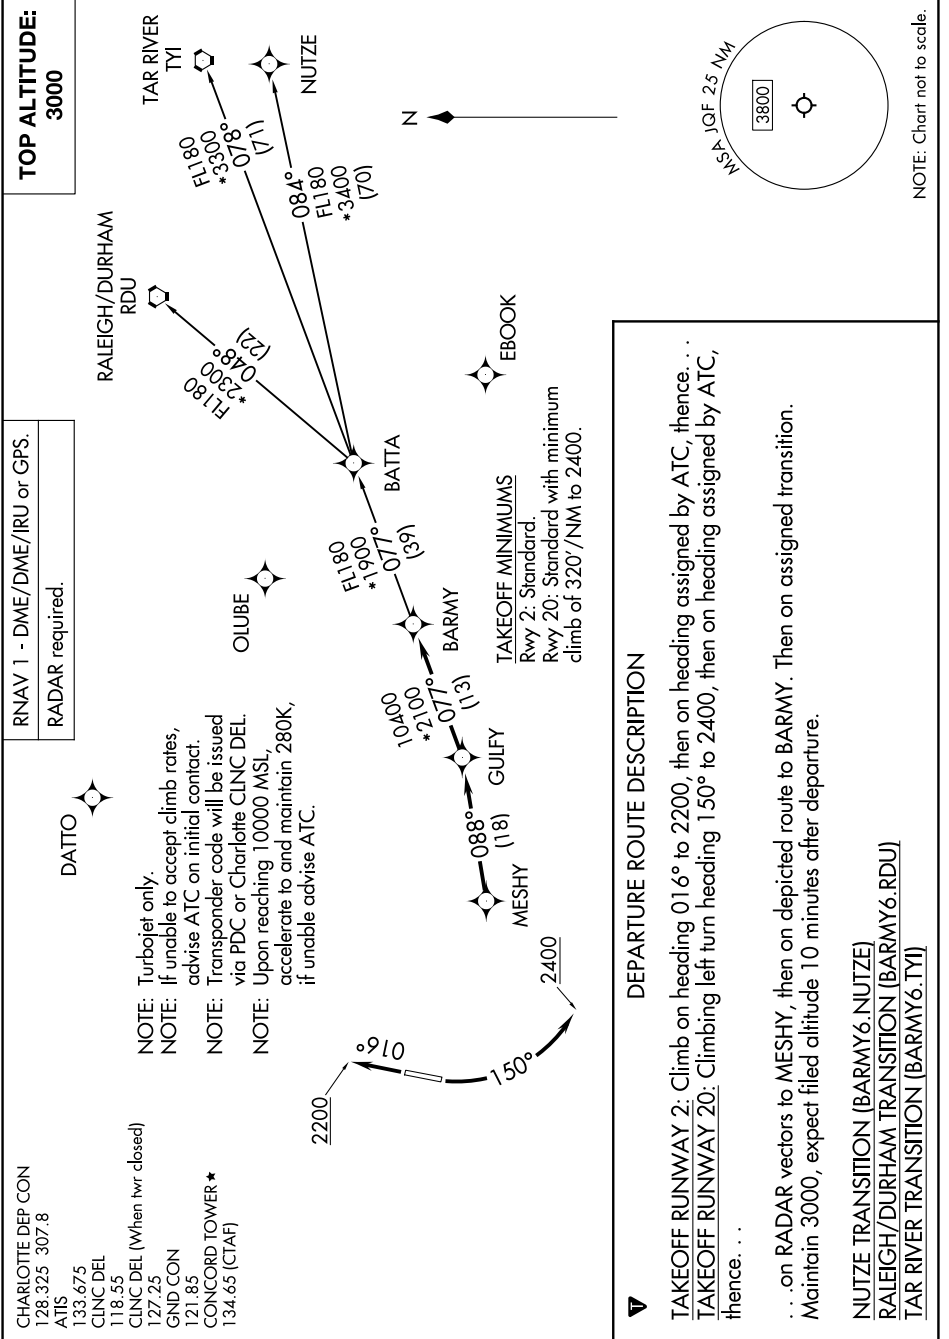 TOP ALTITUDE:
3000
RNAV 1 - DME/DME/IRU or GPS.
RADAR required.
CHARLOTTE DEP CON
128.325 307.8
ATIS
133.675
CLNC DEL
118.55
CLNC DEL (When twr closed)
127.25
GND CON
121.85
CONCORD TOWER ★
134.65 (CTAF)
DATTO
NOTE: Turbojet only.
NOTE: If unable to accept climb rates,
advise ATC on initial contact.
NOTE: Transponder code will be issued
via PDC or Charlotte CLNC DEL.
NOTE: Upon reaching 10000 MSL,
accelerate to and maintain 280K,
if unable advise ATC.
OLUBE
RALEIGH/DURHAM
RDU
TAR RIVER
TYI
NUTZE
FL180
*2300
048°
(22)
FL180
*3300
078°
(71)
084°
FL180
*3400
(70)
BATTA
FL180
*1900
077°
(39)
BARMY
10400
*2100
077°
(13)
GULFY
088°
(18)
MESHY
EBOOK
N
MSA JQF 25 NM
3800
NOTE: Chart not to scale.
2200
016°
150°
2400
TAKEOFF MINIMUMS
Rwy 2: Standard.
Rwy 20: Standard with minimum
climb of 320'/NM to 2400.
T
DEPARTURE ROUTE DESCRIPTION
TAKEOFF RUNWAY 2: Climb on heading 016° to 2200, then on heading assigned by ATC, thence. . .
TAKEOFF RUNWAY 20: Climbing left turn heading 150° to 2400, then on heading assigned by ATC,
thence. . .
. . .on RADAR vectors to MESHY, then on depicted route to BARMY. Then on assigned transition.
Maintain 3000, expect filed altitude 10 minutes after departure.
NUTZE TRANSITION (BARMY6.NUTZE)
RALEIGH/DURHAM TRANSITION (BARMY6.RDU)
TAR RIVER TRANSITION (BARMY6.TYI)